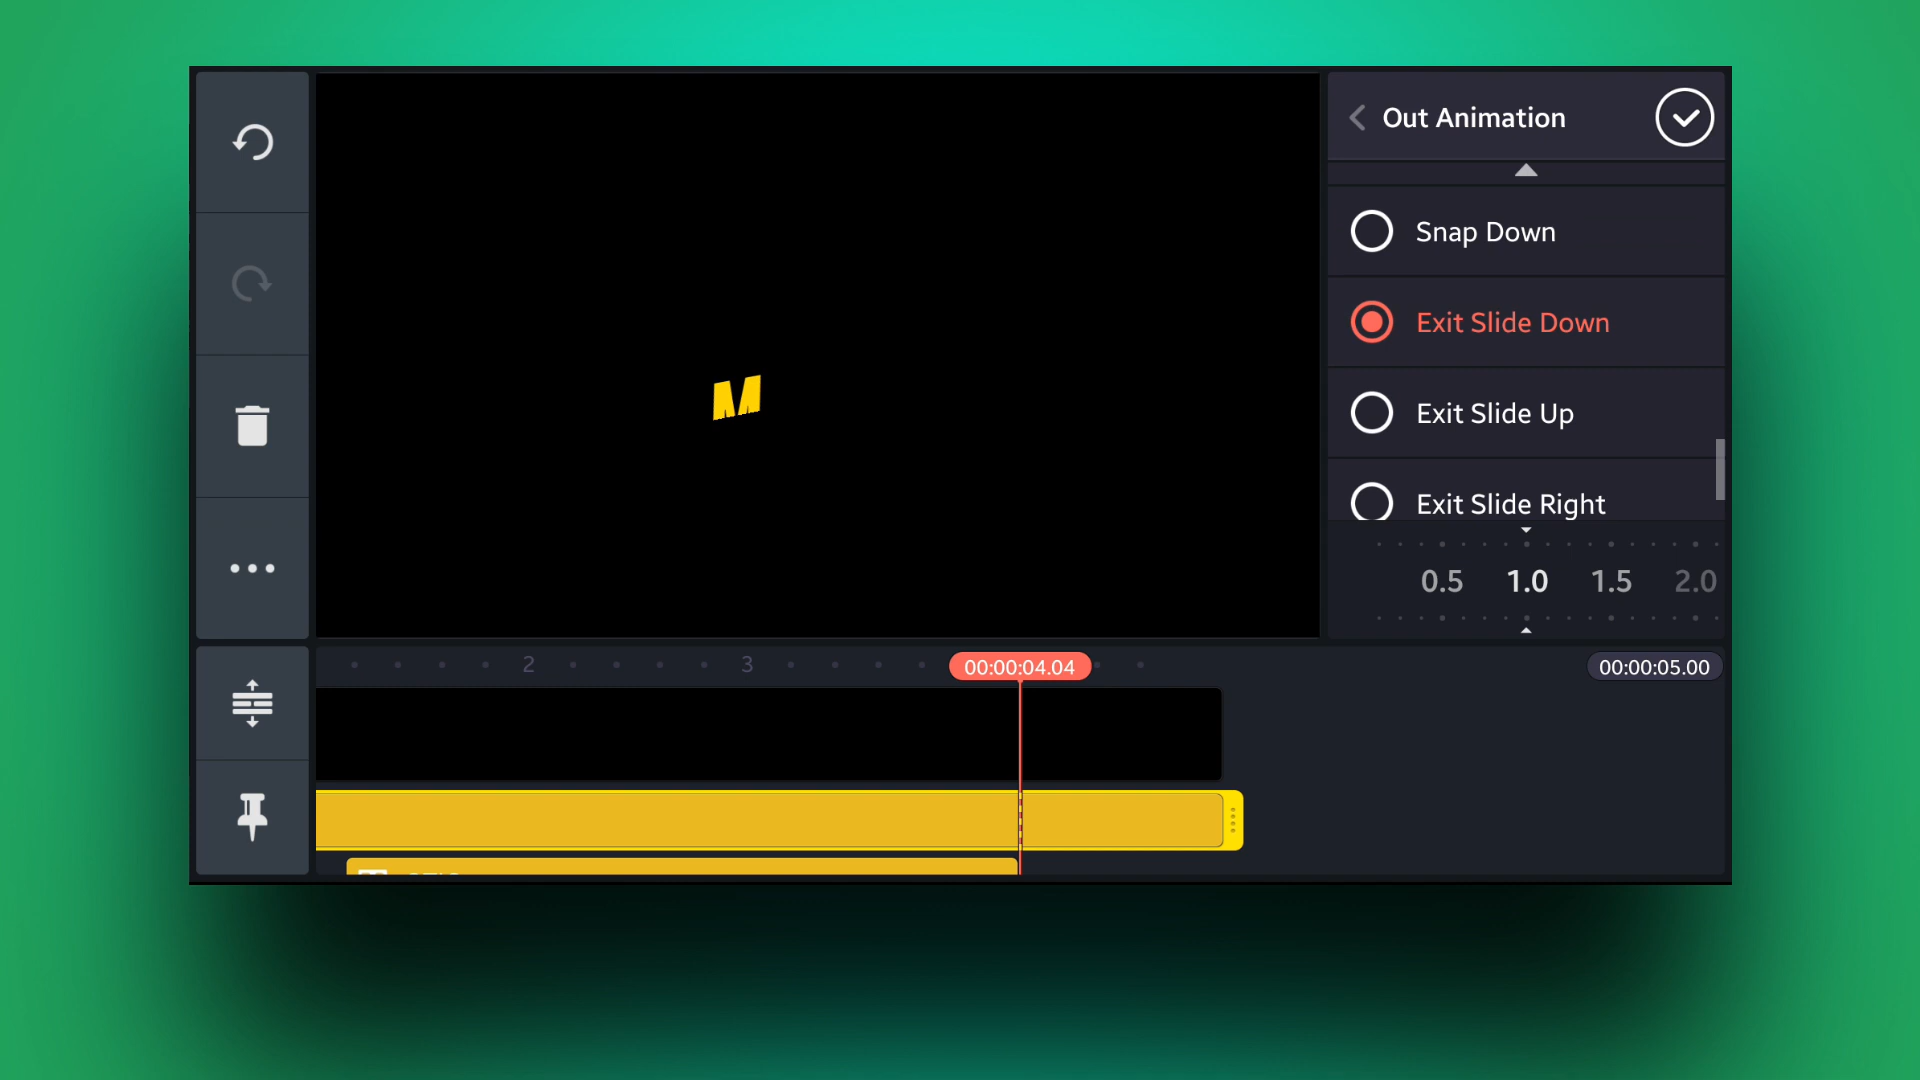 Out Animation
Snap Down
Exit Slide Down
M
Exit Slide Up
Exit Slide Right
0.5 1.0 1.5 2.0
2 3 00:00:04.04 00:00:05.00